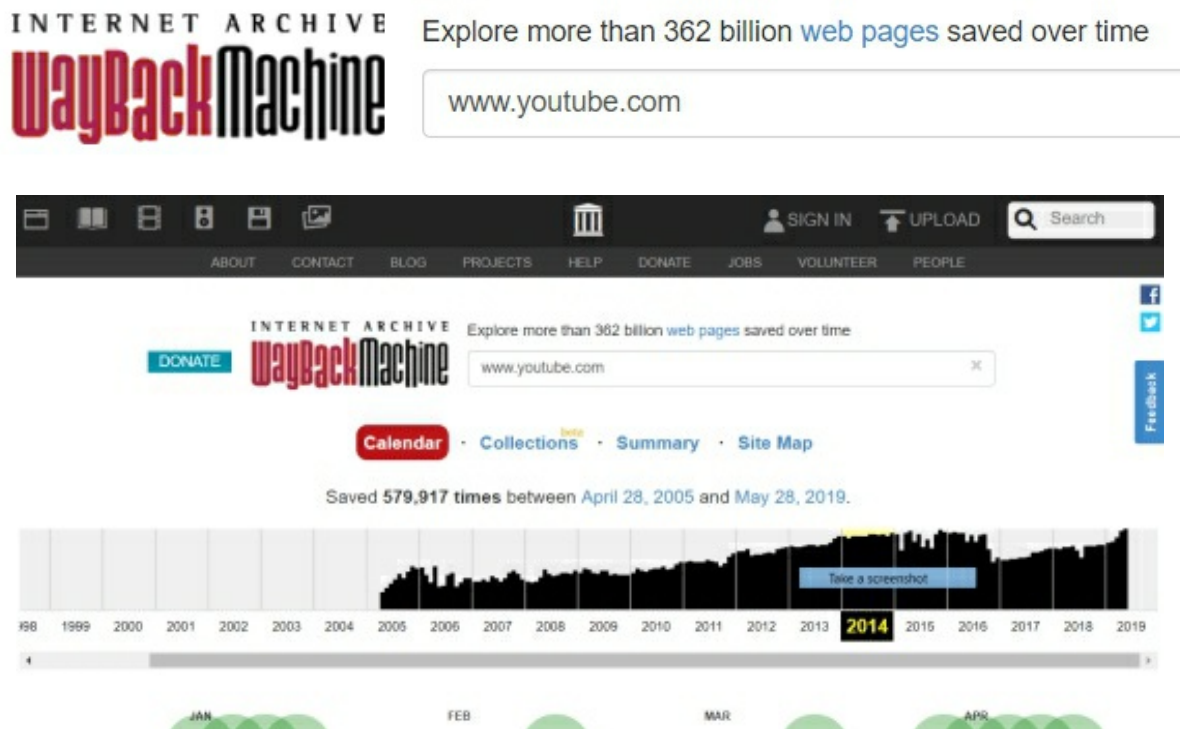 INTERNET ARCHIVE
WayBackMachine
Explore more than 362 billion web pages saved over time
www.youtube.com
SIGN IN UPLOAD Search
ABOUT CONTACT BLOG PROJECTS HELP DONATE JOBS VOLUNTEER PEOPLE
INTERNET ARCHIVE
WayBackMachine
Explore more than 362 billion web pages saved over time
DONATE
www.youtube.com
Feedback
Calendar · Collections beta · Summary · Site Map
Saved 579,917 times between April 28, 2005 and May 28, 2019.
Take a screenshot
998 1999 2000 2001 2002 2003 2004 2005 2006 2007 2008 2009 2010 2011 2012 2013 2014 2015 2016 2017 2018 2019
JAN FEB MAR APR